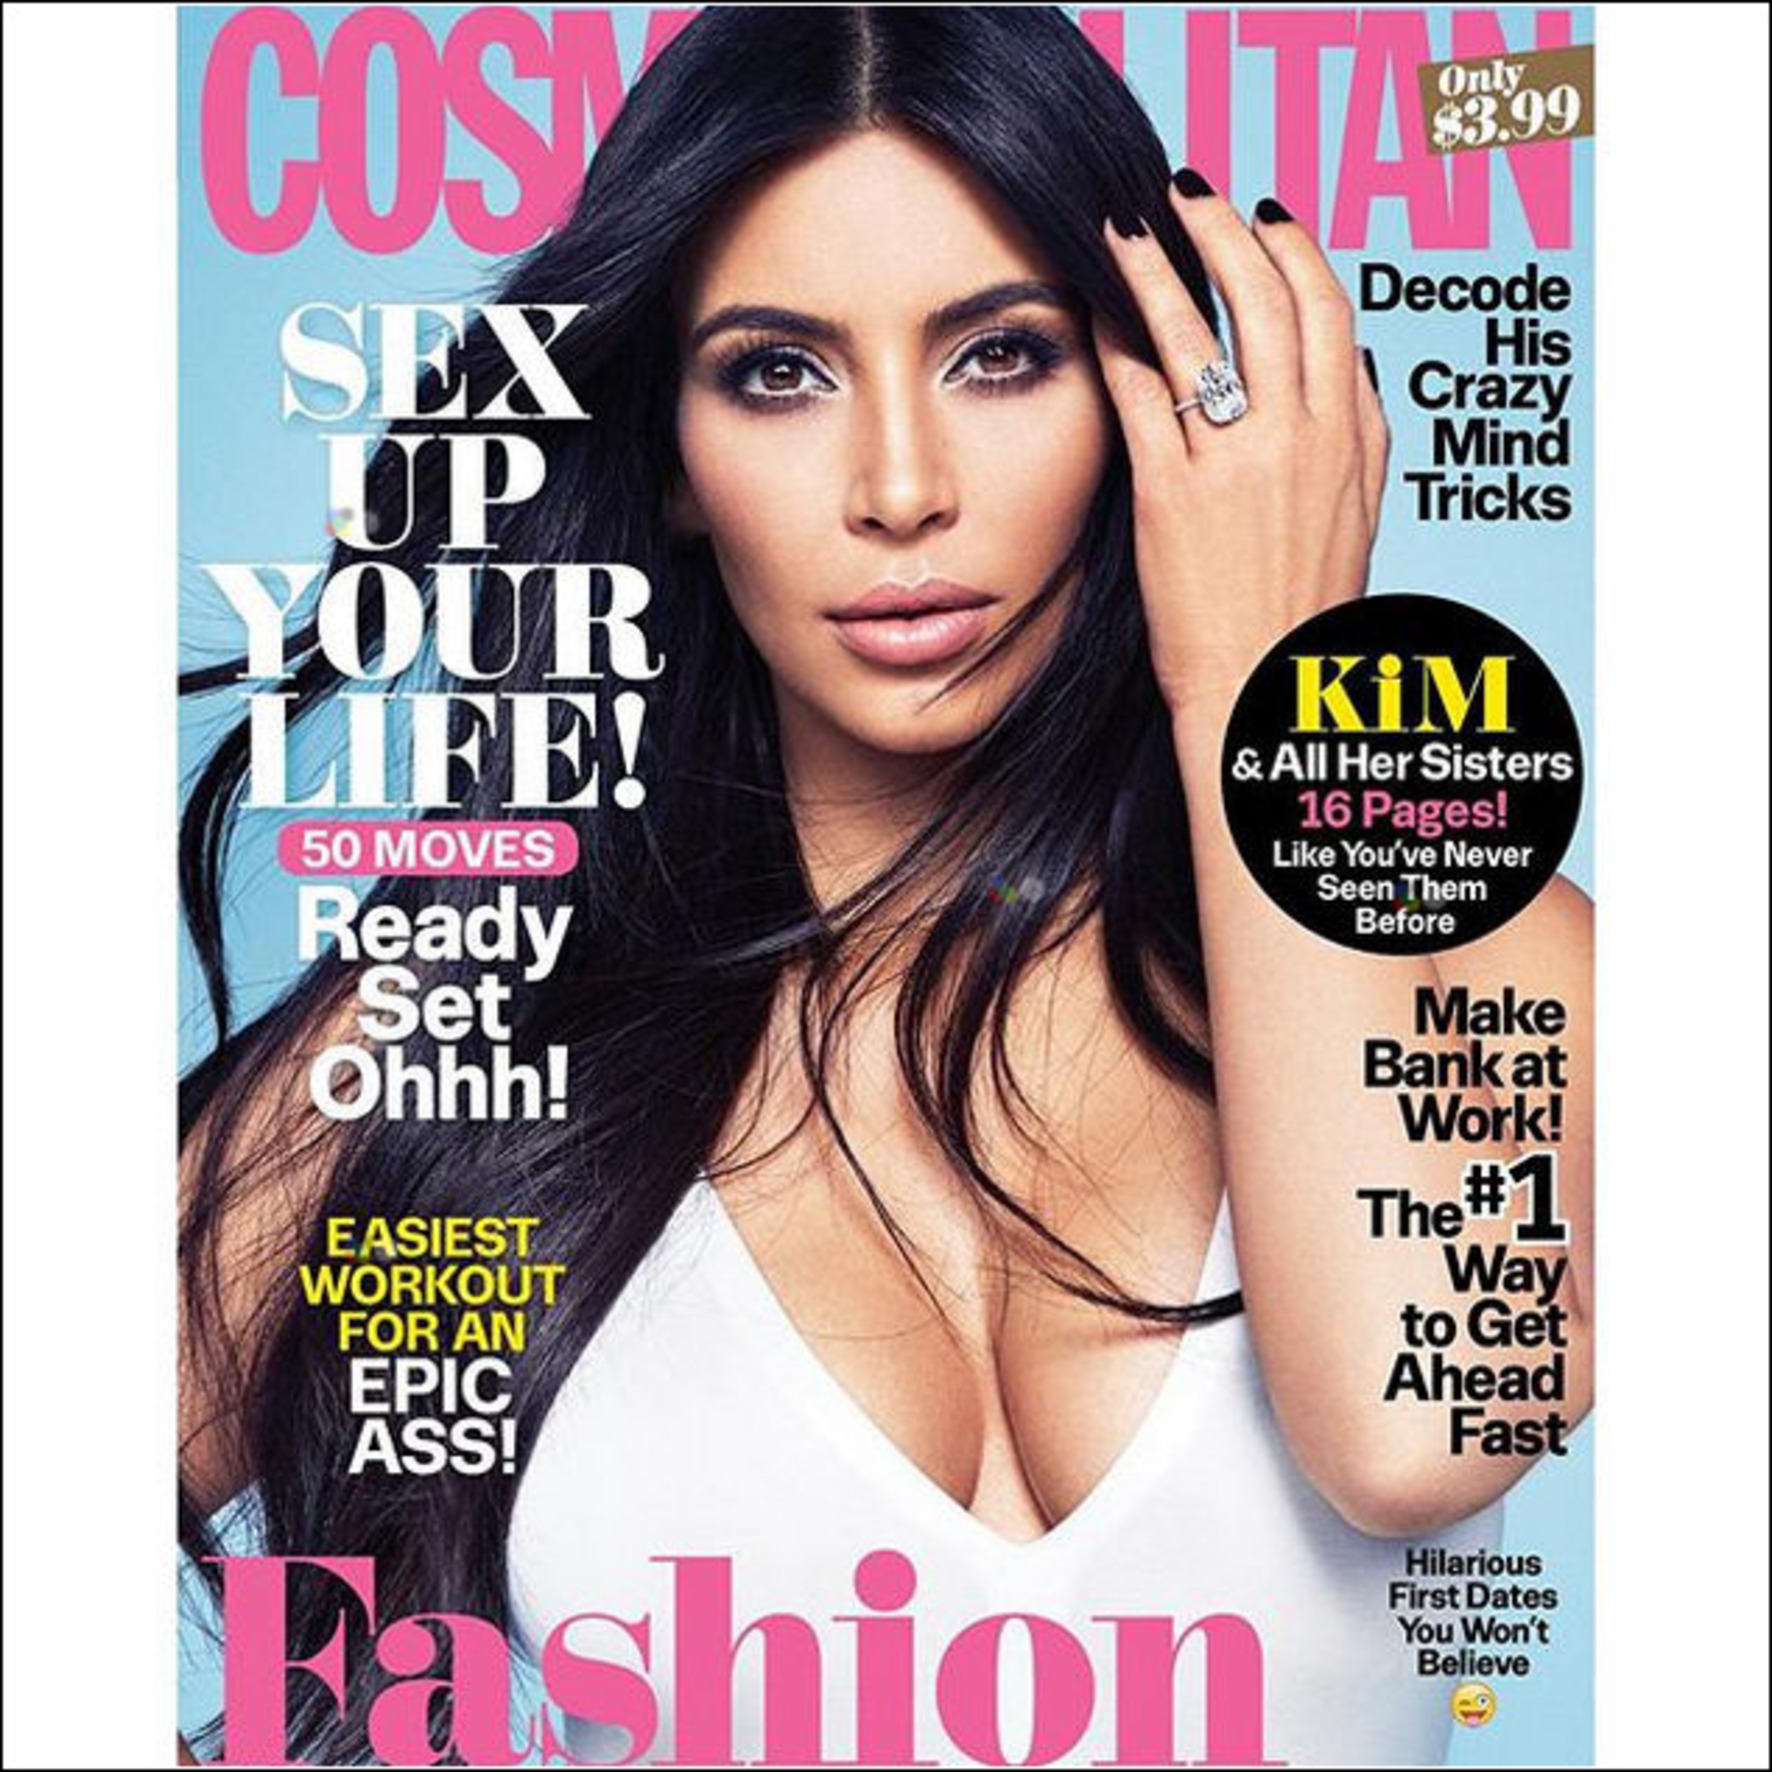 COSMOPOLITAN
Only
$3.99
SEX
UP
YOUR
LIFE!
50 MOVES
Ready
Set
Ohhh!
EASIEST
WORKOUT
FOR AN
EPIC
ASS!
Decode
His
Crazy
Mind
Tricks
KiM
& All Her Sisters
16 Pages!
Like You've Never
Seen Them
Before
Make
Bank at
Work!
The #1
Way
to Get
Ahead
Fast
Hilarious
First Dates
You Won't
Believe
Fashion